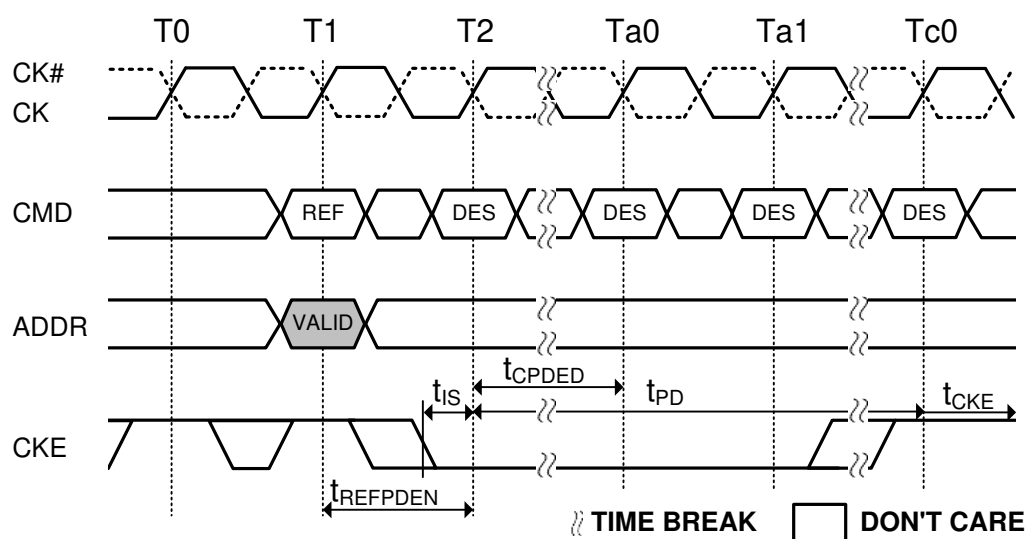 T0 T1 T2 Ta0 Ta1 Tc0
CK#
CK
CMD REF DES DES DES DES
ADDR VALID
tCPDED
tIS tPD tCKE
CKE
tREFPDEN
TIME BREAK DON'T CARE